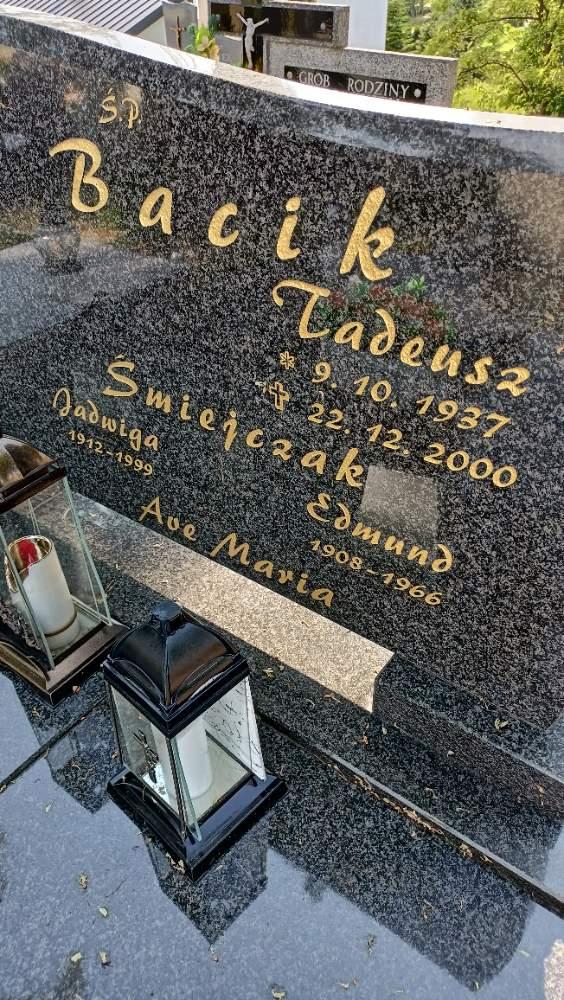 GRÓB RODZINY
ŚP.
Bacik
Tadeusz
* 9. 10. 1937
✝ 22. 12. 2000
Śmiejczak
Jadwiga
1912-1999
Edmund
1908-1966
Ave Maria